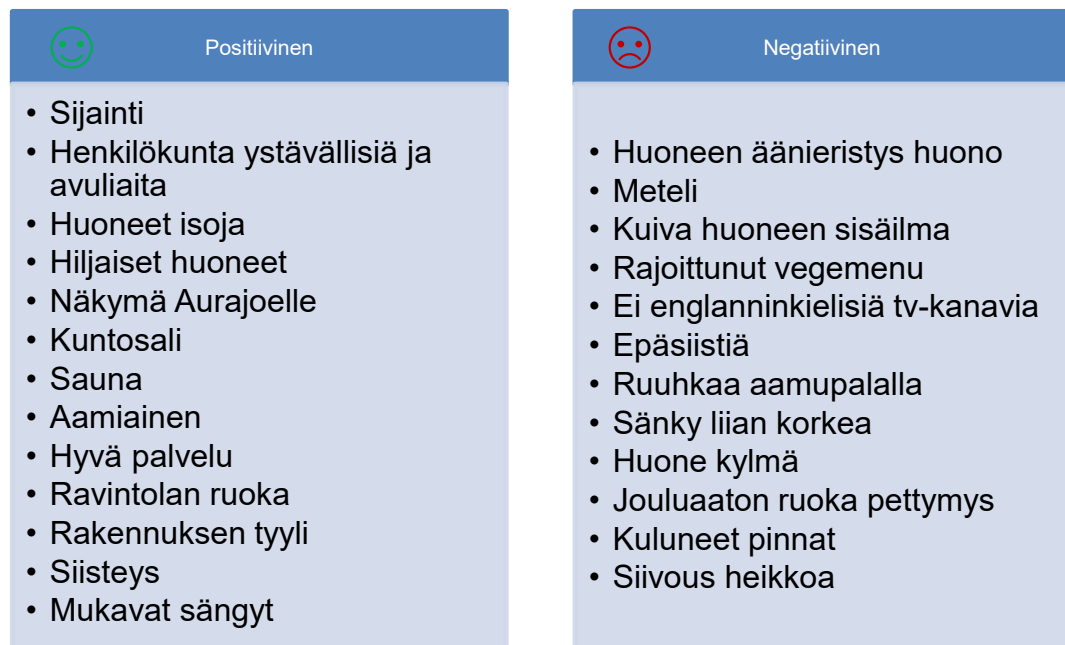 Positiivinen
• Sijainti
• Henkilökunta ystävällisiä ja
avuliaita
• Huoneet isoja
• Hiljaiset huoneet
• Näkymä Aurajoelle
• Kuntosali
• Sauna
• Aamiainen
• Hyvä palvelu
• Ravintolan ruoka
• Rakennuksen tyyli
• Siisteys
• Mukavat sängyt
Negatiivinen
• Huoneen äänieristys huono
• Meteli
• Kuiva huoneen sisäilma
• Rajoittunut vegemenu
• Ei englanninkielisiä tv-kanavia
• Epäsiistiä
• Ruuhkaa aamupalalla
• Sänky liian korkea
• Huone kylmä
• Jouluaaton ruoka pettymys
• Kuluneet pinnat
• Siivous heikkoa